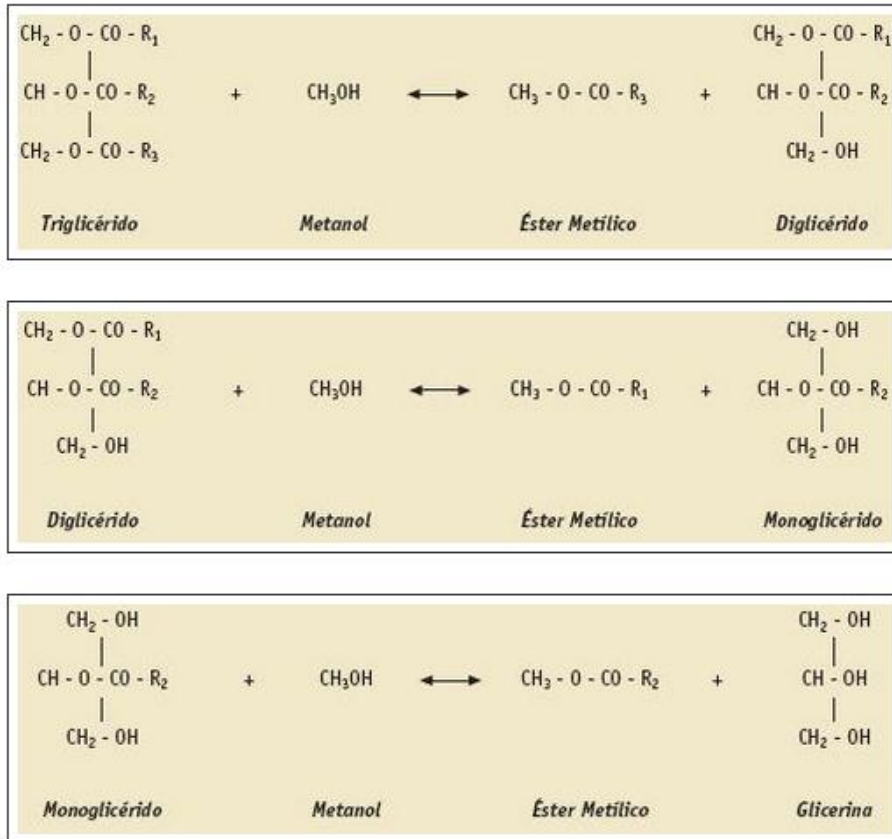 CH₂ - O - CO - R₁ CH₂ - O - CO - R₁
CH - O - CO - R₂ + CH₃OH ⟷ CH₃ - O - CO - R₃ + CH - O - CO - R₂
CH₂ - O - CO - R₃ CH₂ - OH
Triglicérido Metanol Éster Metílico Diglicérido
CH₂ - O - CO - R₁ CH₂ - OH
CH - O - CO - R₂ + CH₃OH ⟷ CH₃ - O - CO - R₁ + CH - O - CO - R₂
CH₂ - OH CH₂ - OH
Diglicérido Metanol Éster Metílico Monoglicérido
CH₂ - OH CH₂ - OH
CH - O - CO - R₂ + CH₃OH ⟷ CH₃ - O - CO - R₂ + CH - OH
CH₂ - OH CH₂ - OH
Monoglicérido Metanol Éster Metílico Glicerina